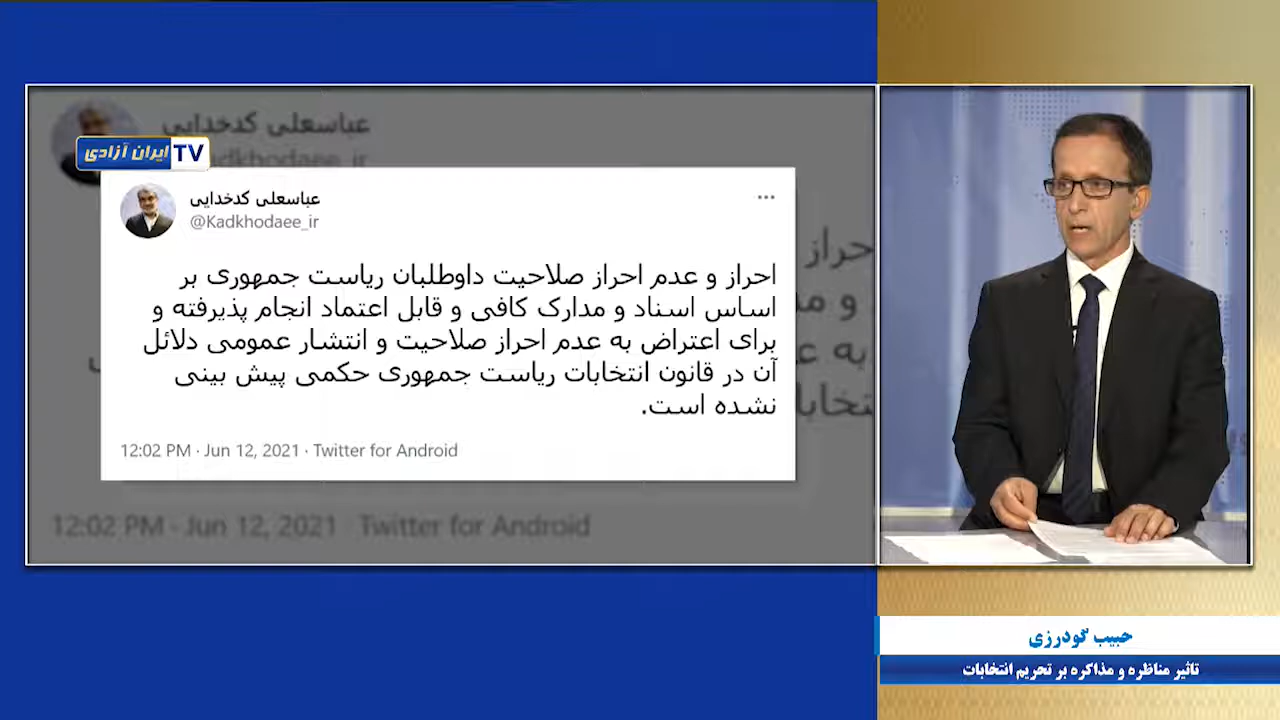 عباسعلی کدخدایی
ایران آزادی TV
عباسعلی کدخدایی
@Kadkhodaee_ir
احراز و عدم احراز صلاحیت داوطلبان ریاست جمهوری بر
اساس اسناد و مدارک کافی و قابل اعتماد انجام پذیرفته و
برای اعتراض به عدم احراز صلاحیت و انتشار عمومی دلائل
آن در قانون انتخابات ریاست جمهوری حکمی پیش بینی
نشده است.
12:02 PM · Jun 12, 2021 · Twitter for Android
12:02 PM · Jun 12, 2021 · Twitter for Android
حبیب گودرزی
تاثیر مناظره و مذاکره بر تحریم انتخابات